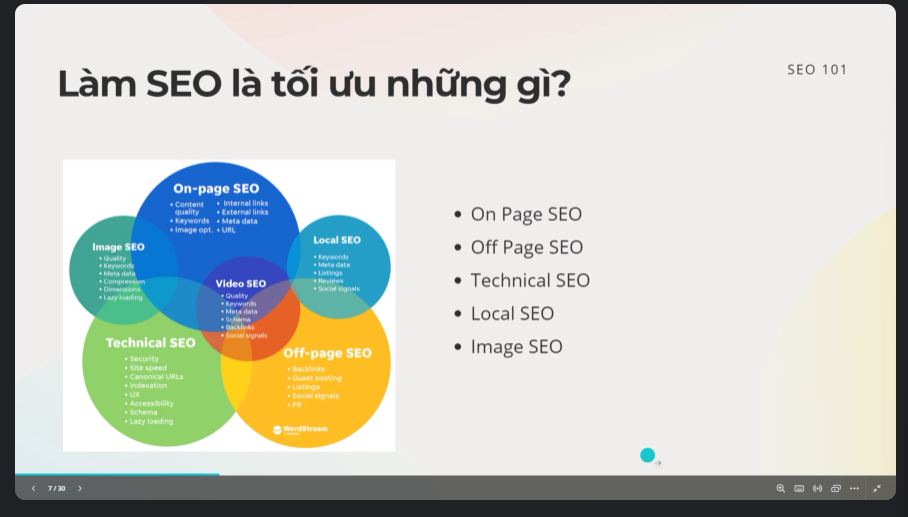 Làm SEO là tối ưu những gì?
SEO 101
On-page SEO
• Content quality
• Keywords
• Image opt.
• Internal links
• External links
• Meta data
• URL
Image SEO
• Quality
• Keywords
• Meta data
• Compression
• Dimensions
• Lazy loading
Local SEO
• Keywords
• Meta data
• Listings
• Reviews
• Social signals
Video SEO
• Quality
• Keywords
• Meta data
• Schema
• Backlinks
• Social signals
Technical SEO
• Security
• Site speed
• Canonical URLs
• Indexation
• UX
• Accessibility
• Schema
• Lazy loading
Off-page SEO
• Backlinks
• Guest posting
• Listings
• Social signals
• PR
WordStream
• On Page SEO
• Off Page SEO
• Technical SEO
• Local SEO
• Image SEO
7 / 30